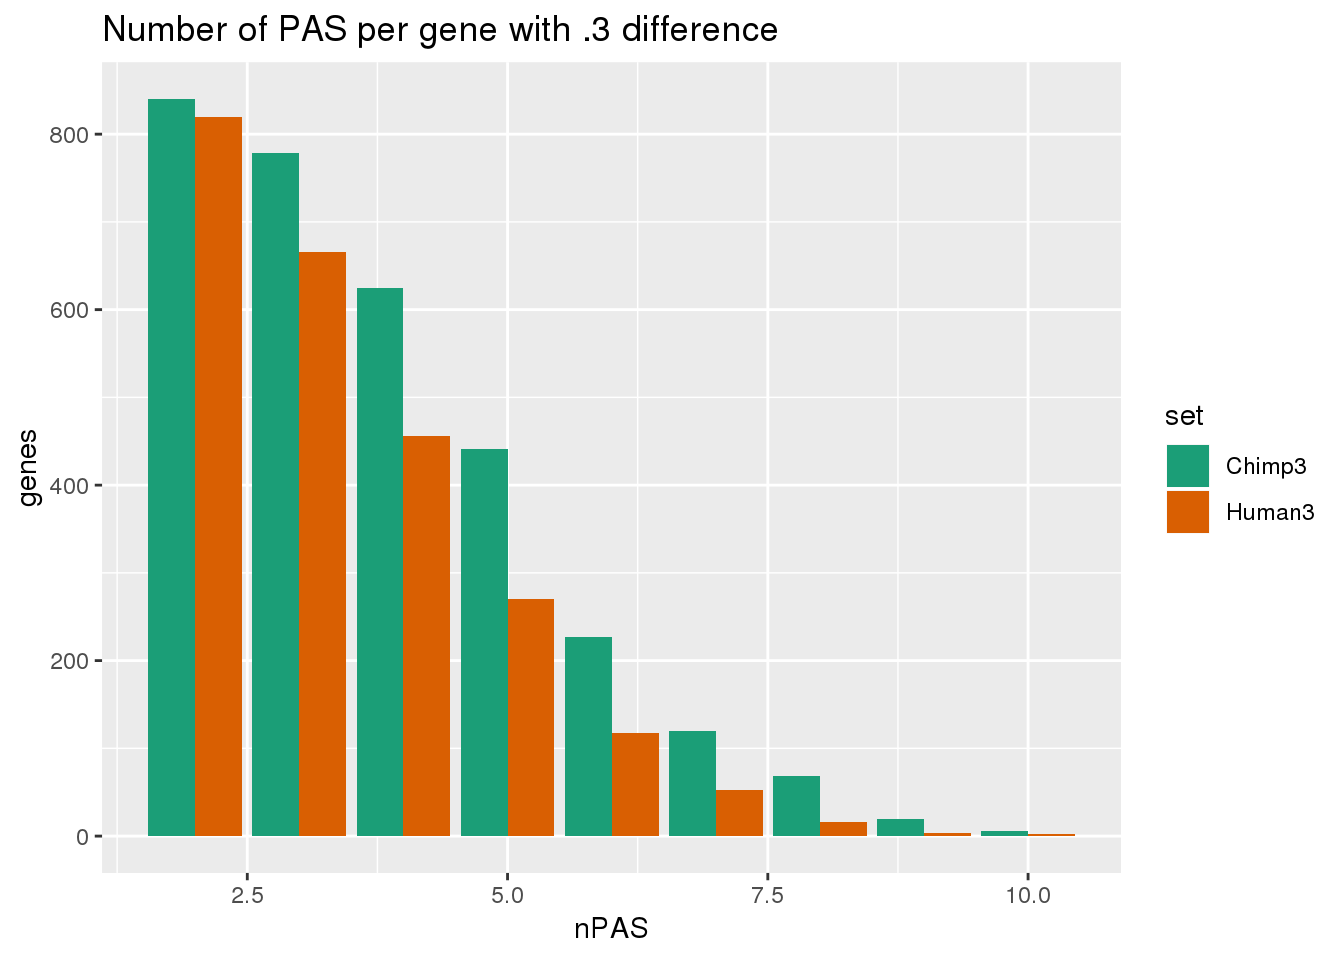 Number of PAS per gene with .3 difference
genes
800
600
400
200
0
2.5
5.0
7.5
10.0
nPAS
set
Chimp3
Human3